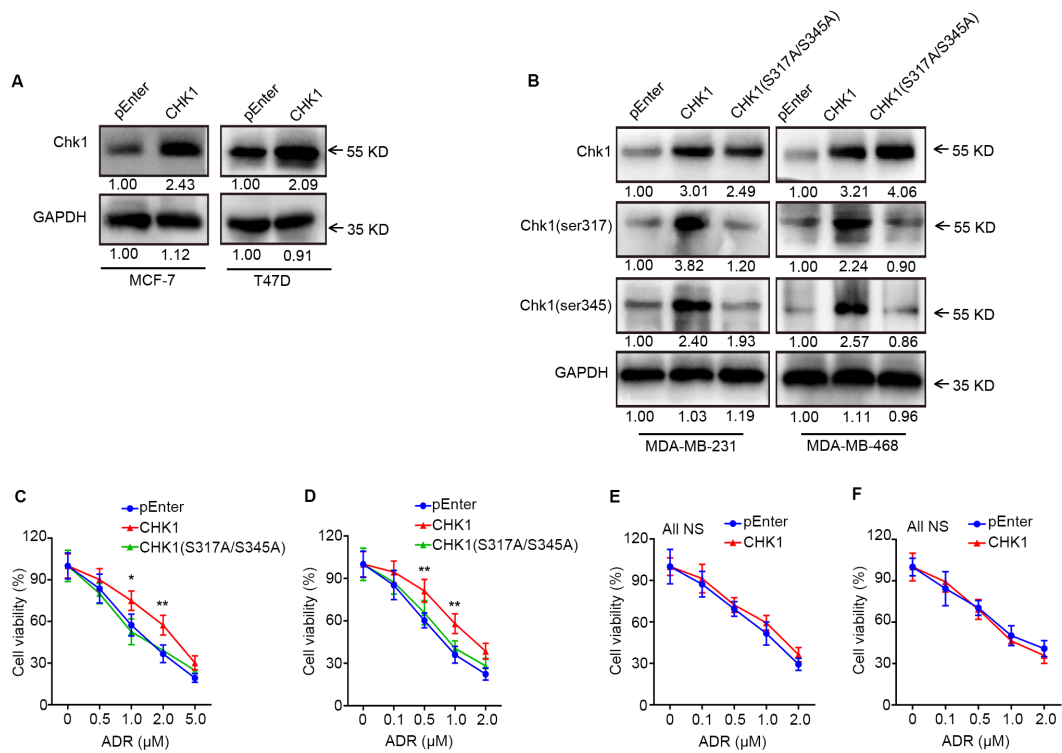 A
pEnter
CHK1
pEnter
CHK1
Chk1
55 KD
1.00
2.43
1.00
2.09
GAPDH
35 KD
1.00
1.12
1.00
0.91
MCF-7
T47D
B
pEnter
CHK1
CHK1(S317A/S345A)
pEnter
CHK1
CHK1(S317A/S345A)
Chk1
55 KD
1.00
3.01
2.49
1.00
3.21
4.06
Chk1(ser317)
55 KD
1.00
3.82
1.20
1.00
2.24
0.90
Chk1(ser345)
55 KD
1.00
2.40
1.93
1.00
2.57
0.86
GAPDH
35 KD
1.00
1.03
1.19
1.00
1.11
0.96
MDA-MB-231
MDA-MB-468
C
pEnter
CHK1
CHK1(S317A/S345A)
Cell viability (%)
120
90
60
30
0
*
**
0
0.5
1.0
2.0
5.0
ADR (μM)
D
pEnter
CHK1
CHK1(S317A/S345A)
Cell viability (%)
120
90
60
30
0
**
**
0
0.1
0.5
1.0
2.0
ADR (μM)
E
All NS
pEnter
CHK1
Cell viability (%)
120
90
60
30
0
0
0.1
0.5
1.0
2.0
ADR (μM)
F
All NS
pEnter
CHK1
Cell viability (%)
120
90
60
30
0
0
0.1
0.5
1.0
2.0
ADR (μM)